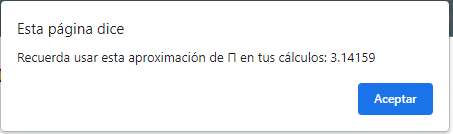 Esta página dice
Recuerda usar esta aproximación de Π en tus cálculos: 3.14159
Aceptar